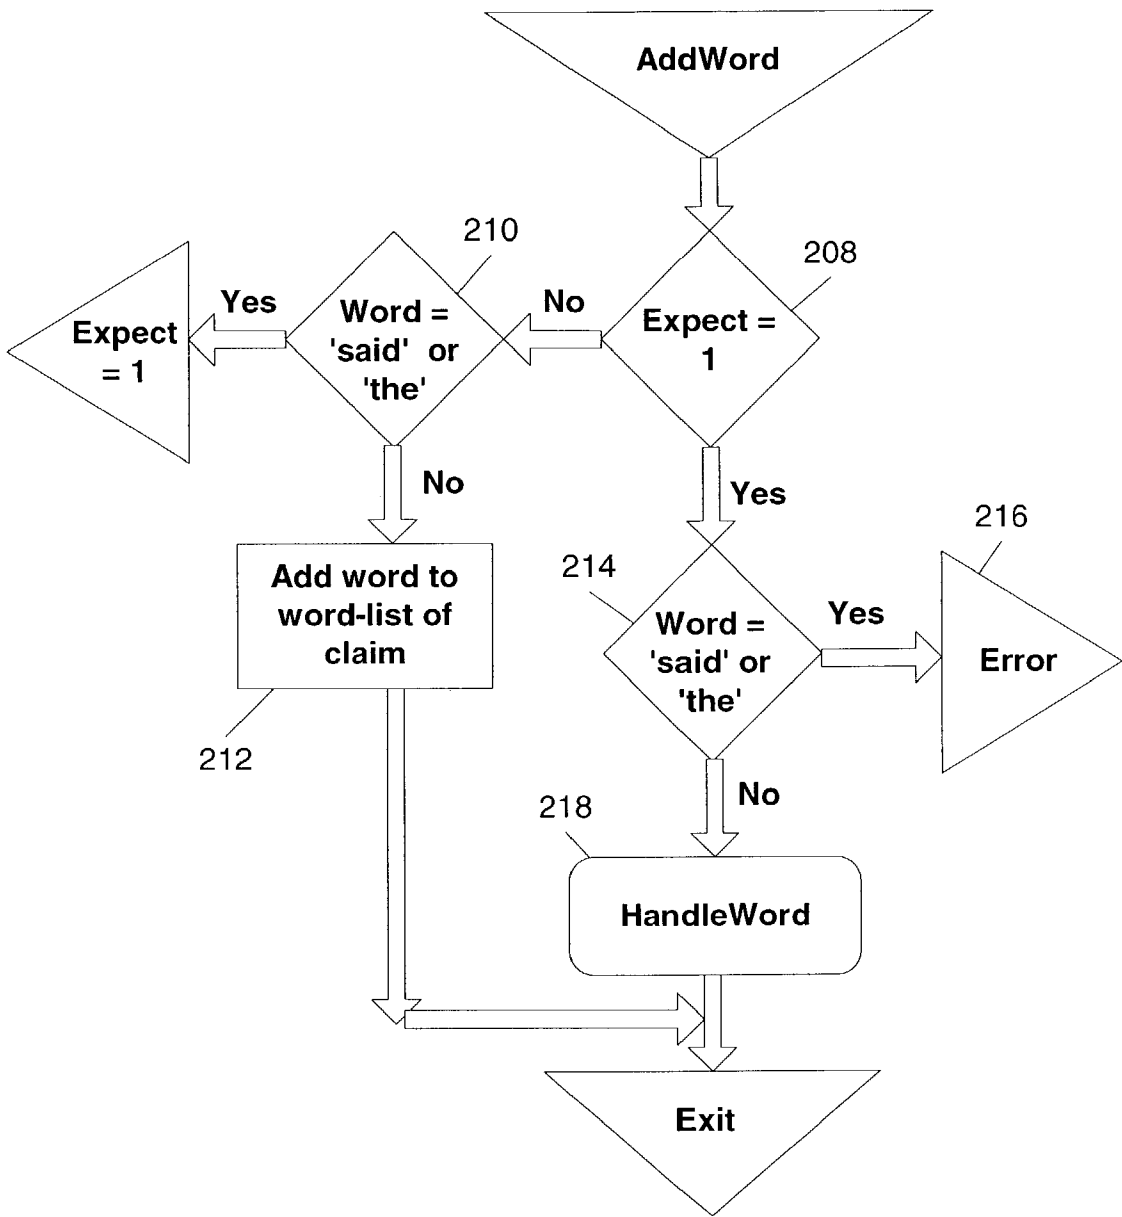 AddWord
210
208
Yes
No
Expect
= 1
Word =
'said' or
'the'
Expect =
1
No
Yes
216
214
Add word to
word-list of
claim
Word =
'said' or
'the'
Yes
Error
212
No
218
HandleWord
Exit